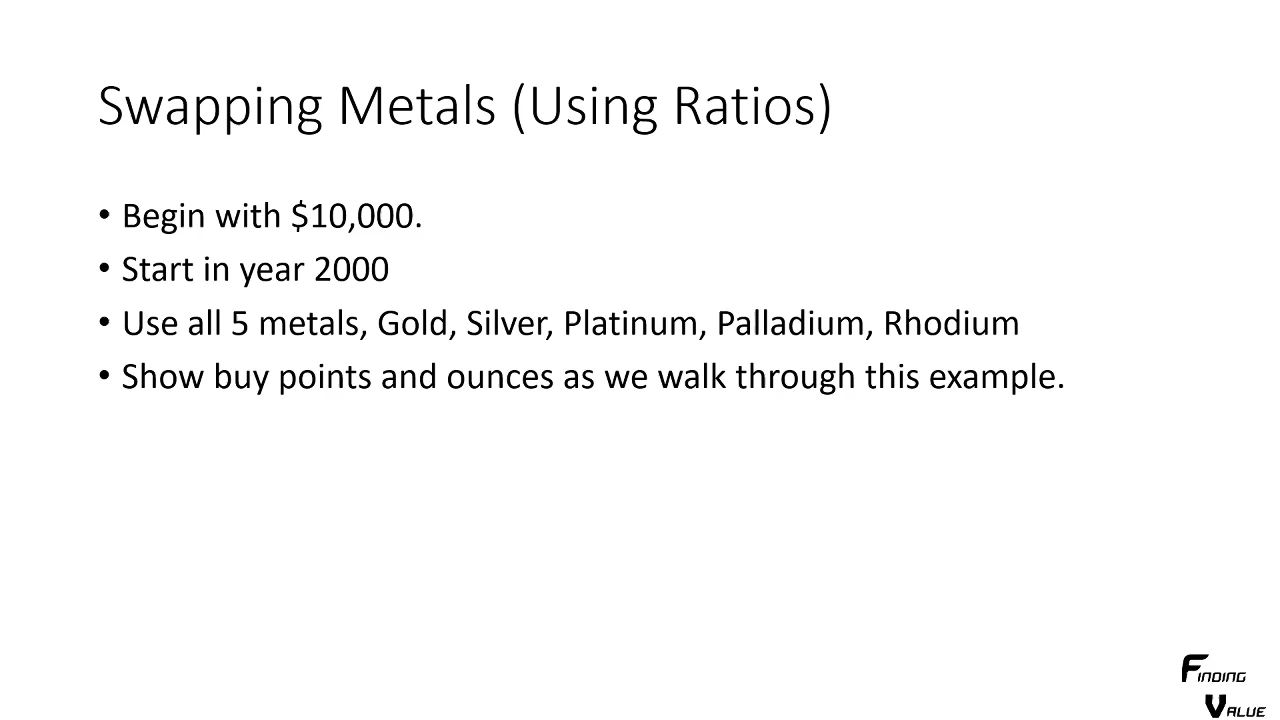 Swapping Metals (Using Ratios)
• Begin with $10,000.
• Start in year 2000
• Use all 5 metals, Gold, Silver, Platinum, Palladium, Rhodium
• Show buy points and ounces as we walk through this example.
Finding
Value